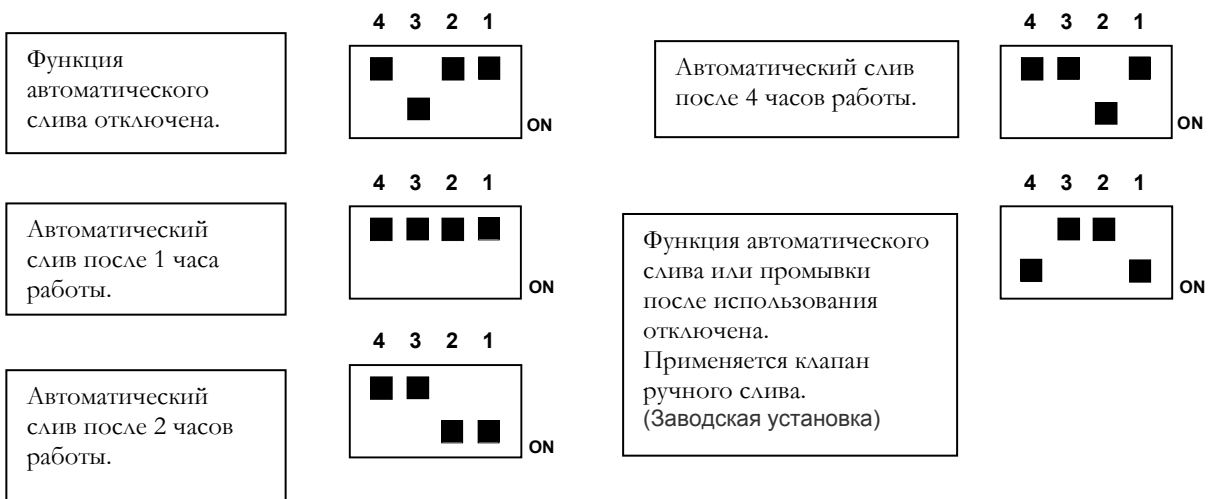 4 3 2 1
Функция
автоматического
слива отключена.
ON
4 3 2 1
Автоматический слив
после 4 часов работы.
ON
4 3 2 1
Автоматический
слив после 1 часа
работы.
ON
4 3 2 1
Функция автоматического
слива или промывки
после использования
отключена.
Применяется клапан
ручного слива.
(Заводская установка)
ON
4 3 2 1
Автоматический
слив после 2 часов
работы.
ON